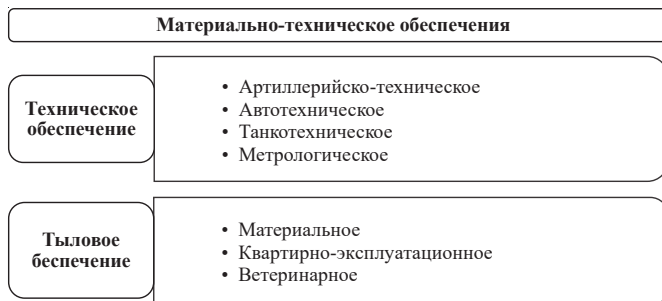 Материально-техническое обеспечения
Техническое
обеспечение
• Артиллерийско-техническое
• Автотехническое
• Танкотехническое
• Метрологическое
Тыловое
беспечение
• Материальное
• Квартирно-эксплуатационное
• Ветеринарное